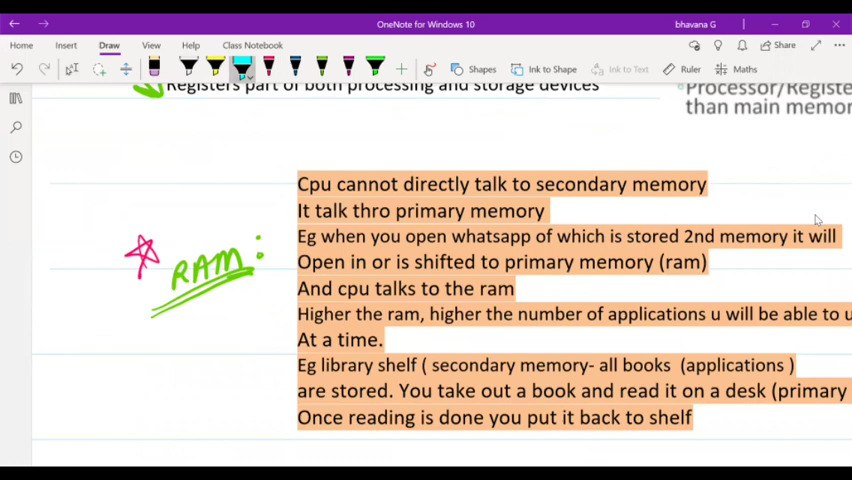 OneNote for Windows 10
bhavana G
Home Insert Draw View Help Class Notebook
Share
Shapes Ink to Shape Ink to Text Ruler Maths
Registers part of both processing and storage devices
Processor/Registe
than main memor
Cpu cannot directly talk to secondary memory
It talk thro primary memory
Eg when you open whatsapp of which is stored 2nd memory it will
Open in or is shifted to primary memory (ram)
And cpu talks to the ram
RAM:
Higher the ram, higher the number of applications u will be able to u
At a time.
Eg library shelf ( secondary memory- all books (applications )
are stored. You take out a book and read it on a desk (primary
Once reading is done you put it back to shelf